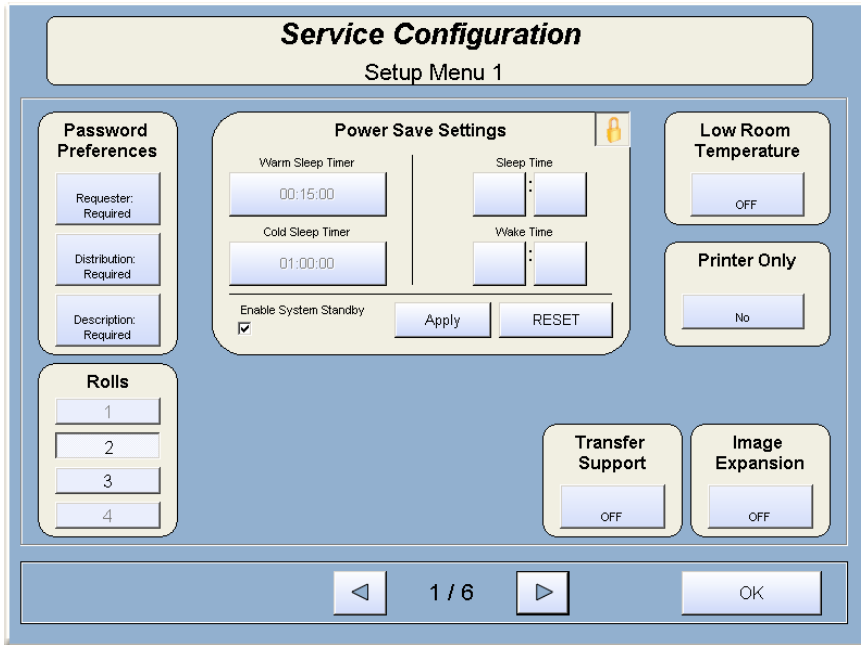 Service Configuration
Setup Menu 1
Password
Preferences
Requester:
Required
Distribution:
Required
Description:
Required
Rolls
1
2
3
4
Power Save Settings
Warm Sleep Timer
00:15:00
Cold Sleep Timer
01:00:00
Sleep Time
:
Wake Time
:
Enable System Standby
Apply
RESET
Low Room
Temperature
OFF
Printer Only
No
Transfer
Support
OFF
Image
Expansion
OFF
1 / 6
OK